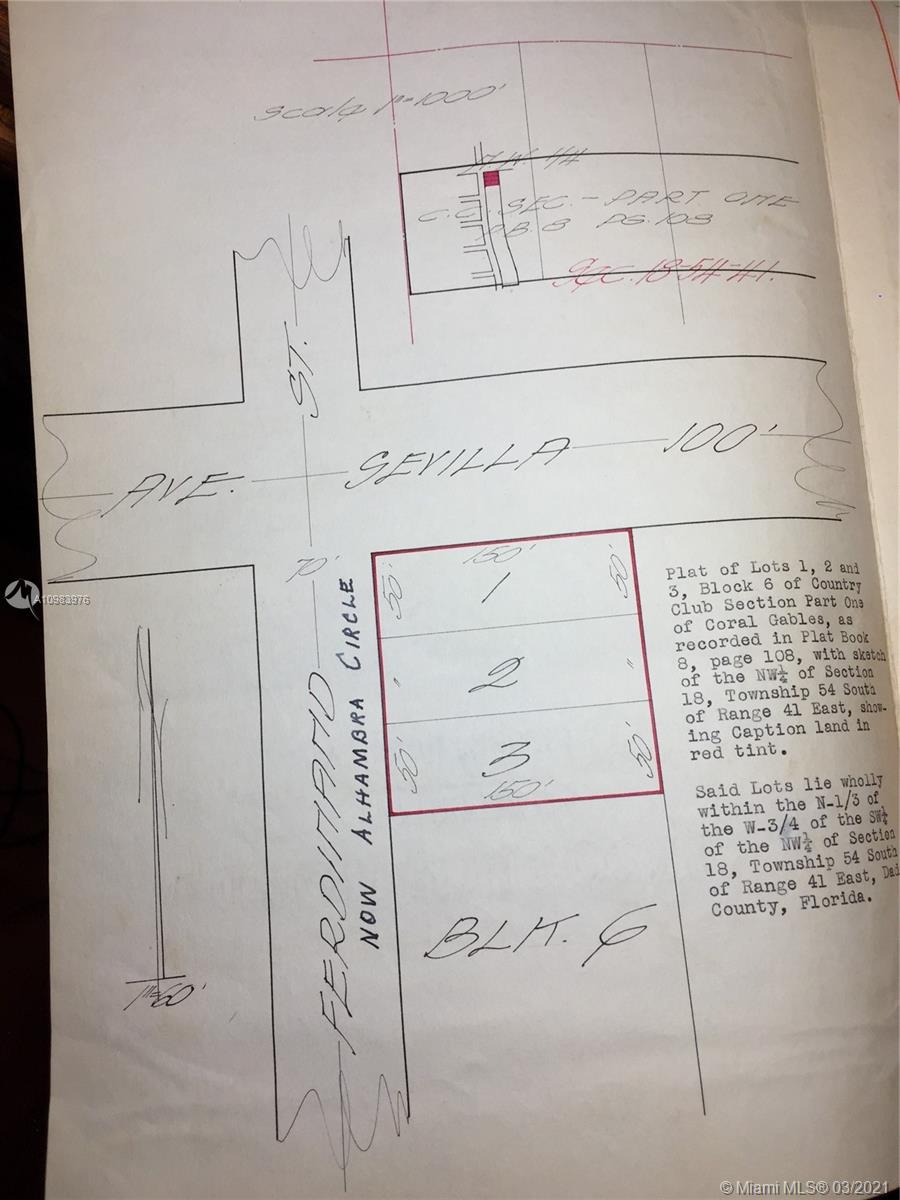 Scale 1"=1000'
N.W. 1/4
C.C. SEC. - PART ONE
P.B. 8 PG. 108
Sec. 18-54-41.
ST.
AVE. SEVILLA 100'
70'
FERDINAND
NOW ALHAMBRA CIRCLE
150'
50' 1 50'
" 2 "
50' 3 50'
150'
BLK. 6
1"=60'
Plat of Lots 1, 2 and
3, Block 6 of Country
Club Section Part One
of Coral Gables, as
recorded in Plat Book
8, page 108, with sketch
of the NW¼ of Section
18, Township 54 South
of Range 41 East, show-
ing Caption land in
red tint.
Said Lots lie wholly
within the N-1/3 of
the W-3/4 of the SW¼
of the NW¼ of Section
18, Township 54 South
of Range 41 East, Dad
County, Florida.
A10983976
© Miami MLS® 03/2021